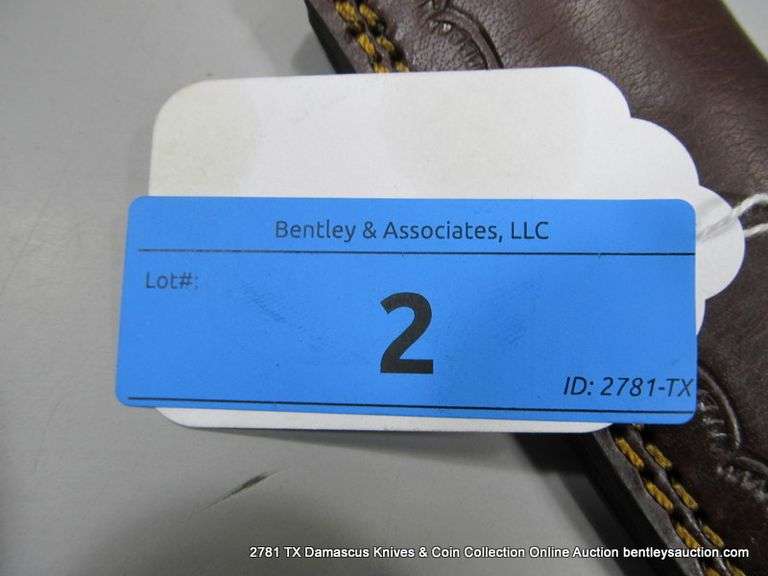 Bentley & Associates, LLC
Lot#:
2
ID: 2781-TX
2781 TX Damascus Knives & Coin Collection Online Auction bentleysauction.com